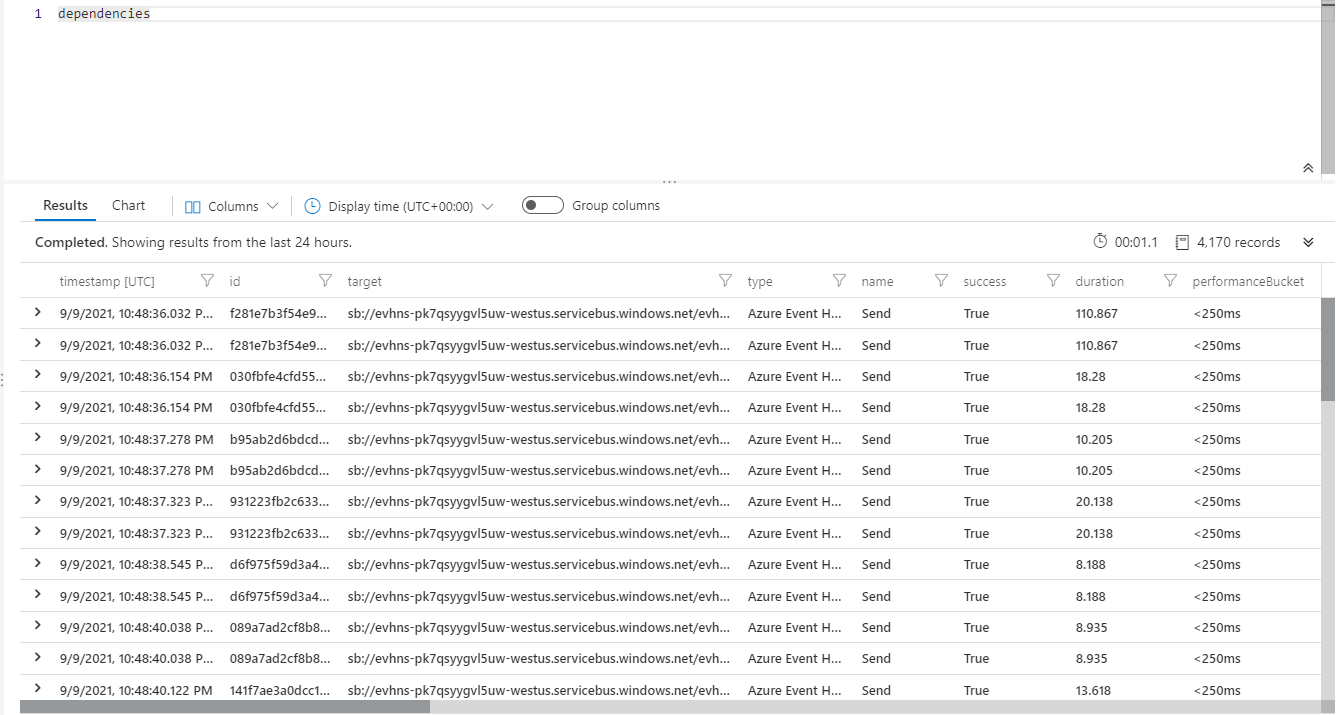 1 dependencies
Results Chart Columns Display time (UTC+00:00) Group columns
Completed. Showing results from the last 24 hours. 00:01.1 4,170 records
timestamp [UTC] id target type name success duration performanceBucket
9/9/2021, 10:48:36.032 P... f281e7b3f54e9... sb://evhns-pk7qsyygvl5uw-westus.servicebus.windows.net/evh... Azure Event H... Send True 110.867 <250ms
9/9/2021, 10:48:36.032 P... f281e7b3f54e9... sb://evhns-pk7qsyygvl5uw-westus.servicebus.windows.net/evh... Azure Event H... Send True 110.867 <250ms
9/9/2021, 10:48:36.154 PM 030fbfe4cfd55... sb://evhns-pk7qsyygvl5uw-westus.servicebus.windows.net/evh... Azure Event H... Send True 18.28 <250ms
9/9/2021, 10:48:36.154 PM 030fbfe4cfd55... sb://evhns-pk7qsyygvl5uw-westus.servicebus.windows.net/evh... Azure Event H... Send True 18.28 <250ms
9/9/2021, 10:48:37.278 PM b95ab2d6bdcd... sb://evhns-pk7qsyygvl5uw-westus.servicebus.windows.net/evh... Azure Event H... Send True 10.205 <250ms
9/9/2021, 10:48:37.278 PM b95ab2d6bdcd... sb://evhns-pk7qsyygvl5uw-westus.servicebus.windows.net/evh... Azure Event H... Send True 10.205 <250ms
9/9/2021, 10:48:37.323 P... 931223fb2c633... sb://evhns-pk7qsyygvl5uw-westus.servicebus.windows.net/evh... Azure Event H... Send True 20.138 <250ms
9/9/2021, 10:48:37.323 P... 931223fb2c633... sb://evhns-pk7qsyygvl5uw-westus.servicebus.windows.net/evh... Azure Event H... Send True 20.138 <250ms
9/9/2021, 10:48:38.545 P... d6f975f59d3a4... sb://evhns-pk7qsyygvl5uw-westus.servicebus.windows.net/evh... Azure Event H... Send True 8.188 <250ms
9/9/2021, 10:48:38.545 P... d6f975f59d3a4... sb://evhns-pk7qsyygvl5uw-westus.servicebus.windows.net/evh... Azure Event H... Send True 8.188 <250ms
9/9/2021, 10:48:40.038 P... 089a7ad2cf8b8... sb://evhns-pk7qsyygvl5uw-westus.servicebus.windows.net/evh... Azure Event H... Send True 8.935 <250ms
9/9/2021, 10:48:40.038 P... 089a7ad2cf8b8... sb://evhns-pk7qsyygvl5uw-westus.servicebus.windows.net/evh... Azure Event H... Send True 8.935 <250ms
9/9/2021, 10:48:40.122 PM 141f7ae3a0dcc1... sb://evhns-pk7qsyygvl5uw-westus.servicebus.windows.net/evh... Azure Event H... Send True 13.618 <250ms